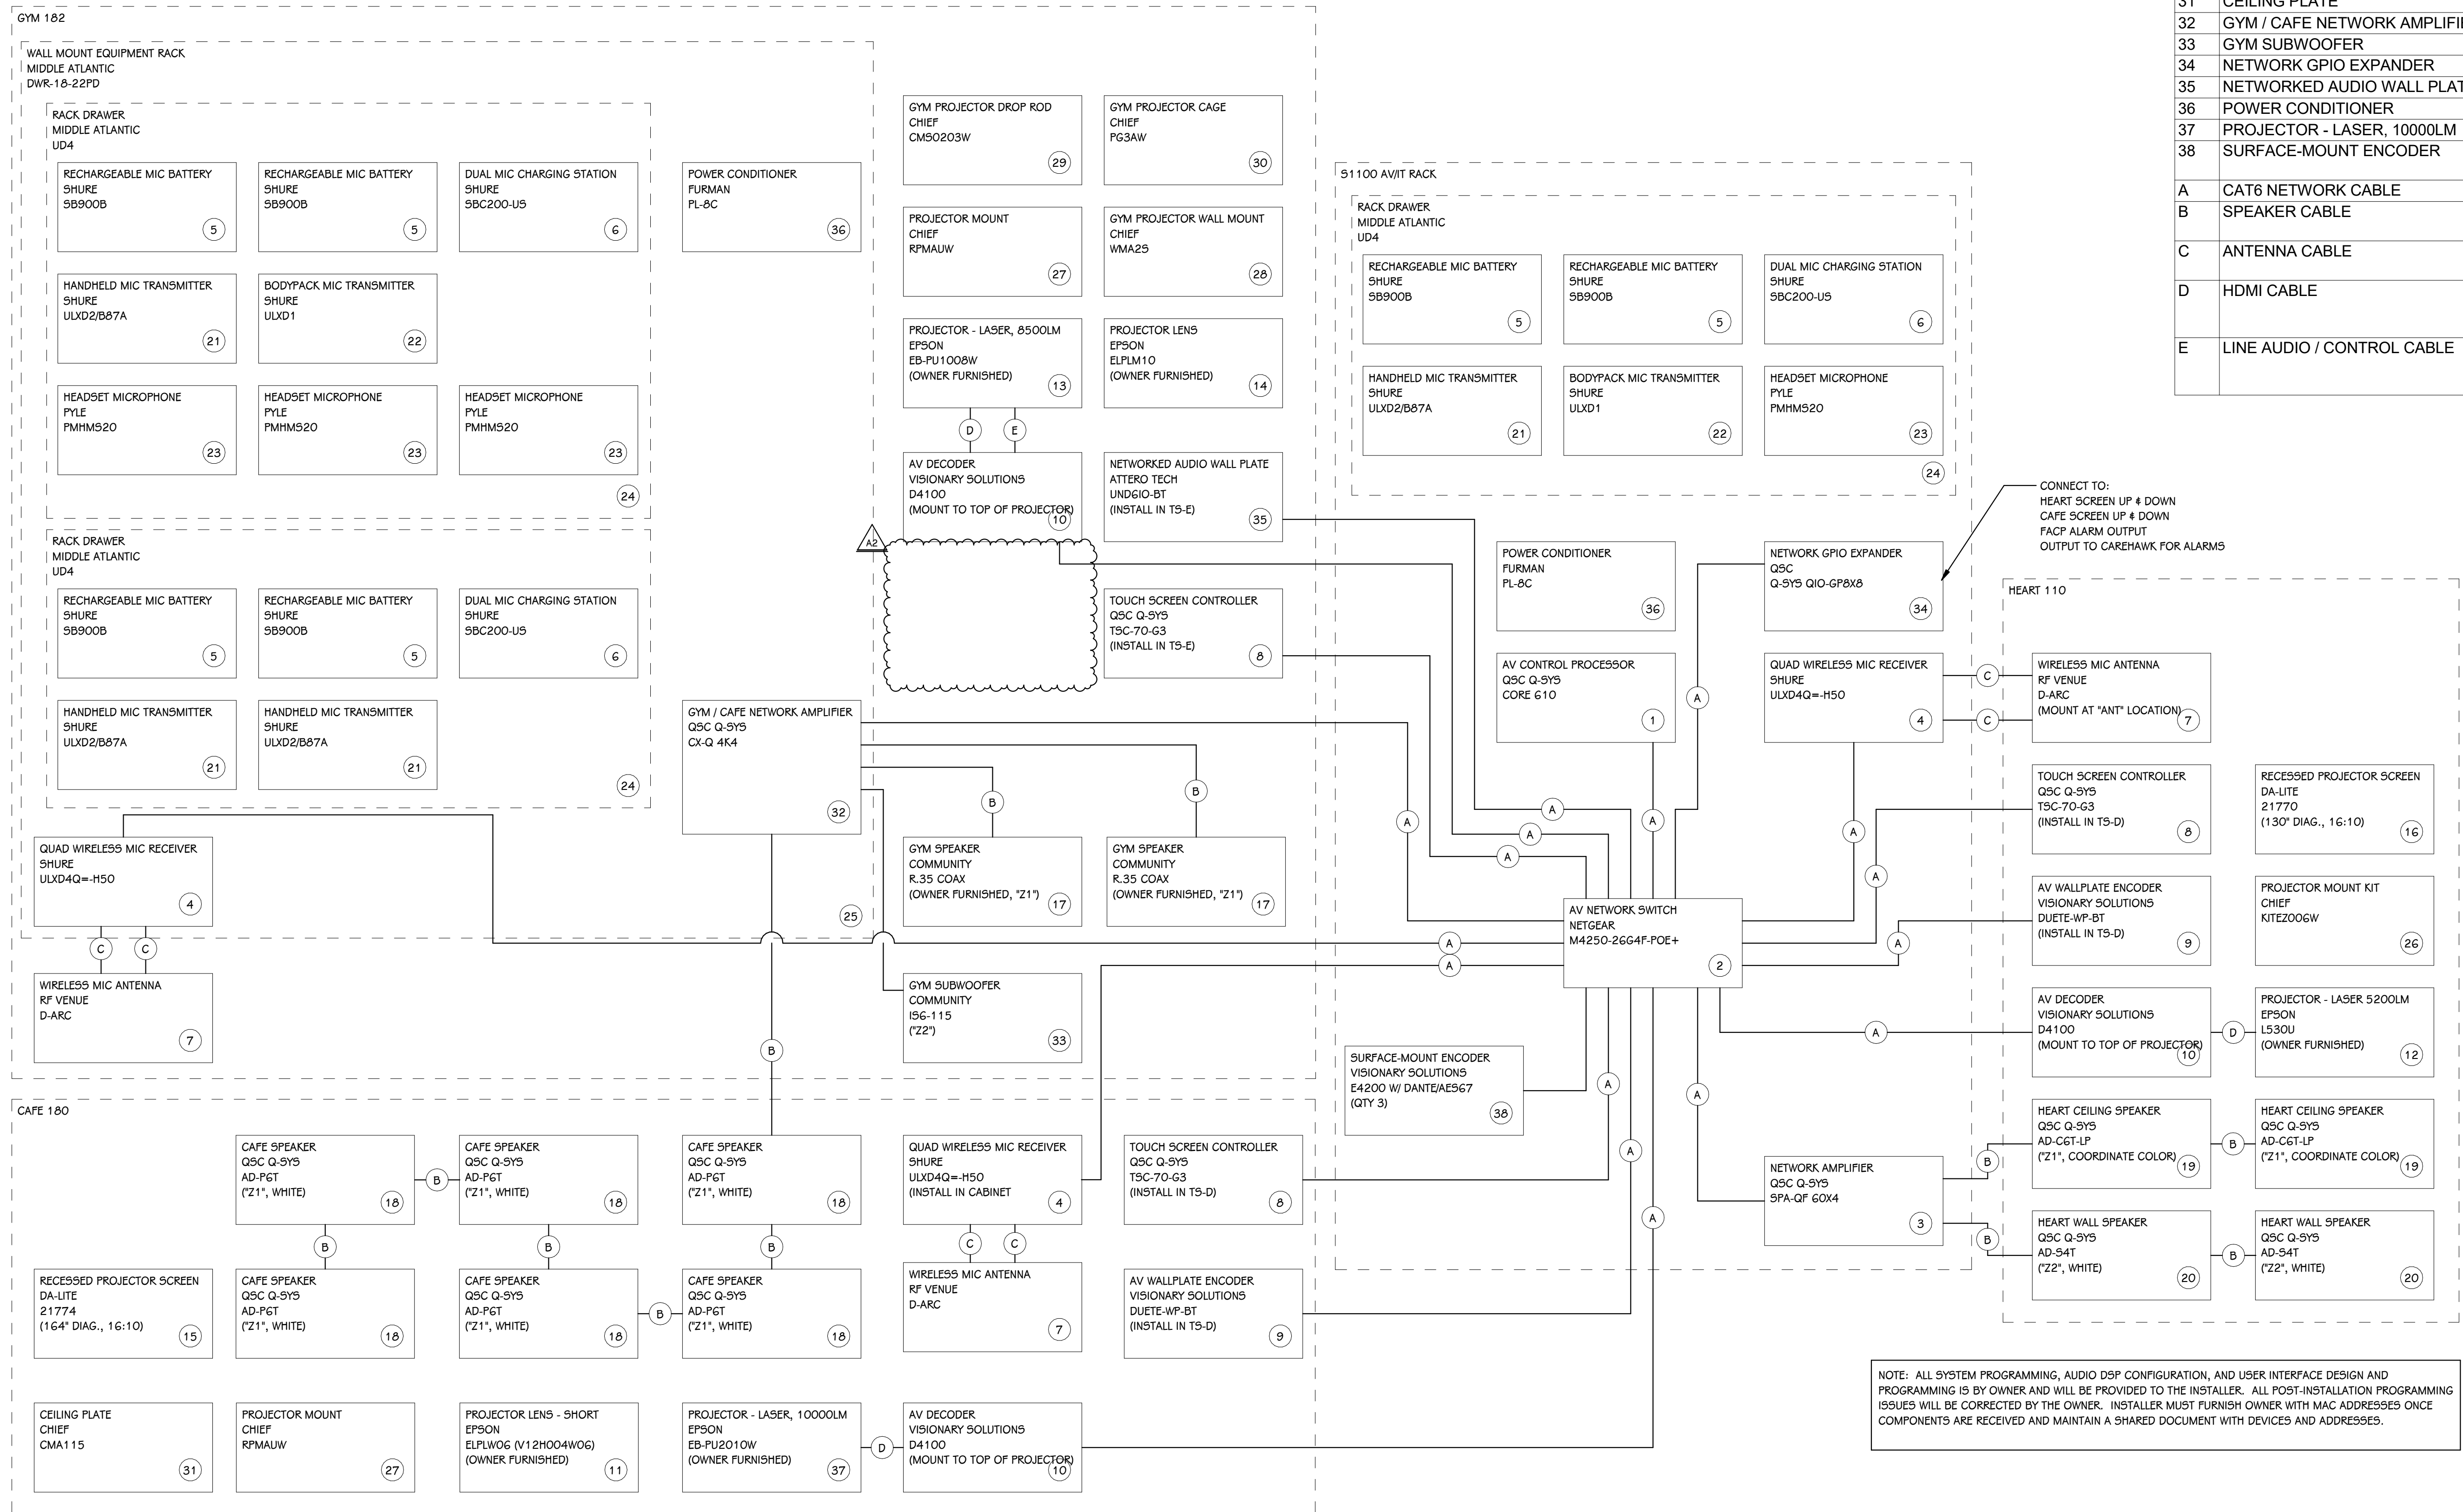 GYM 182
WALL MOUNT EQUIPMENT RACK
MIDDLE ATLANTIC
DWR-18-22PD
RACK DRAWER
MIDDLE ATLANTIC
UD4
RECHARGEABLE MIC BATTERY
SHURE
SB900B
5
RECHARGEABLE MIC BATTERY
SHURE
SB900B
5
DUAL MIC CHARGING STATION
SHURE
SBC200-US
6
HANDHELD MIC TRANSMITTER
SHURE
ULXD2/B87A
21
BODYPACK MIC TRANSMITTER
SHURE
ULXD1
22
HEADSET MICROPHONE
PYLE
PMHMS20
23
HEADSET MICROPHONE
PYLE
PMHMS20
23
HEADSET MICROPHONE
PYLE
PMHMS20
23
24
POWER CONDITIONER
FURMAN
PL-8C
36
RACK DRAWER
MIDDLE ATLANTIC
UD4
RECHARGEABLE MIC BATTERY
SHURE
SB900B
5
RECHARGEABLE MIC BATTERY
SHURE
SB900B
5
DUAL MIC CHARGING STATION
SHURE
SBC200-US
6
HANDHELD MIC TRANSMITTER
SHURE
ULXD2/B87A
21
HANDHELD MIC TRANSMITTER
SHURE
ULXD2/B87A
21
24
GYM / CAFE NETWORK AMPLIFIER
QSC Q-SYS
CX-Q 4K4
32
QUAD WIRELESS MIC RECEIVER
SHURE
ULXD4Q=-H50
4
25
C
C
WIRELESS MIC ANTENNA
RF VENUE
D-ARC
7
GYM PROJECTOR DROP ROD
CHIEF
CMS0203W
29
GYM PROJECTOR CAGE
CHIEF
PG3AW
30
PROJECTOR MOUNT
CHIEF
RPMAUW
27
GYM PROJECTOR WALL MOUNT
CHIEF
WMA2S
28
PROJECTOR - LASER, 8500LM
EPSON
EB-PU1008W
(OWNER FURNISHED)
13
PROJECTOR LENS
EPSON
ELPLM10
(OWNER FURNISHED)
14
D
E
AV DECODER
VISIONARY SOLUTIONS
D4100
(MOUNT TO TOP OF PROJECTOR)
10
NETWORKED AUDIO WALL PLATE
ATTERO TECH
UND6IO-BT
(INSTALL IN TS-E)
35
A2
TOUCH SCREEN CONTROLLER
QSC Q-SYS
TSC-70-G3
(INSTALL IN TS-E)
8
B
B
GYM SPEAKER
COMMUNITY
R.35 COAX
(OWNER FURNISHED, "Z1")
17
GYM SPEAKER
COMMUNITY
R.35 COAX
(OWNER FURNISHED, "Z1")
17
GYM SUBWOOFER
COMMUNITY
IS6-115
("Z2")
33
B
CAFE 180
CAFE SPEAKER
QSC Q-SYS
AD-P6T
("Z1", WHITE)
18
B
CAFE SPEAKER
QSC Q-SYS
AD-P6T
("Z1", WHITE)
18
CAFE SPEAKER
QSC Q-SYS
AD-P6T
("Z1", WHITE)
18
QUAD WIRELESS MIC RECEIVER
SHURE
ULXD4Q=-H50
(INSTALL IN CABINET
4
TOUCH SCREEN CONTROLLER
QSC Q-SYS
TSC-70-G3
(INSTALL IN TS-D)
8
B
B
B
C
C
RECESSED PROJECTOR SCREEN
DA-LITE
21774
(164" DIAG., 16:10)
15
CAFE SPEAKER
QSC Q-SYS
AD-P6T
("Z1", WHITE)
18
CAFE SPEAKER
QSC Q-SYS
AD-P6T
("Z1", WHITE)
18
B
CAFE SPEAKER
QSC Q-SYS
AD-P6T
("Z1", WHITE)
18
WIRELESS MIC ANTENNA
RF VENUE
D-ARC
7
AV WALLPLATE ENCODER
VISIONARY SOLUTIONS
DUETE-WP-BT
(INSTALL IN TS-D)
9
CEILING PLATE
CHIEF
CMA115
31
PROJECTOR MOUNT
CHIEF
RPMAUW
27
PROJECTOR LENS - SHORT
EPSON
ELPLW06 (V12H004W06)
(OWNER FURNISHED)
11
PROJECTOR - LASER, 10000LM
EPSON
EB-PU2010W
(OWNER FURNISHED)
37
D
AV DECODER
VISIONARY SOLUTIONS
D4100
(MOUNT TO TOP OF PROJECTOR)
10
S1100 AV/IT RACK
RACK DRAWER
MIDDLE ATLANTIC
UD4
RECHARGEABLE MIC BATTERY
SHURE
SB900B
5
RECHARGEABLE MIC BATTERY
SHURE
SB900B
5
DUAL MIC CHARGING STATION
SHURE
SBC200-US
6
HANDHELD MIC TRANSMITTER
SHURE
ULXD2/B87A
21
BODYPACK MIC TRANSMITTER
SHURE
ULXD1
22
HEADSET MICROPHONE
PYLE
PMHMS20
23
24
POWER CONDITIONER
FURMAN
PL-8C
36
NETWORK GPIO EXPANDER
QSC
Q-SYS QIO-GP8X8
34
AV CONTROL PROCESSOR
QSC Q-SYS
CORE 610
1
A
QUAD WIRELESS MIC RECEIVER
SHURE
ULXD4Q=-H50
4
A
A
A
A
A
A
A
A
AV NETWORK SWITCH
NETGEAR
M4250-26G4F-POE+
2
A
A
A
A
SURFACE-MOUNT ENCODER
VISIONARY SOLUTIONS
E4200 W/ DANTE/AES67
(QTY 3)
38
A
A
A
A
NETWORK AMPLIFIER
QSC Q-SYS
SPA-QF 60X4
3
CONNECT TO:
HEART SCREEN UP & DOWN
CAFE SCREEN UP & DOWN
FACP ALARM OUTPUT
OUTPUT TO CAREHAWK FOR ALARMS
HEART 110
C
C
WIRELESS MIC ANTENNA
RF VENUE
D-ARC
(MOUNT AT "ANT" LOCATION)
7
TOUCH SCREEN CONTROLLER
QSC Q-SYS
TSC-70-G3
(INSTALL IN TS-D)
8
RECESSED PROJECTOR SCREEN
DA-LITE
21770
(130" DIAG., 16:10)
16
AV WALLPLATE ENCODER
VISIONARY SOLUTIONS
DUETE-WP-BT
(INSTALL IN TS-D)
9
PROJECTOR MOUNT KIT
CHIEF
KITEZ006W
26
AV DECODER
VISIONARY SOLUTIONS
D4100
(MOUNT TO TOP OF PROJECTOR)
10
D
PROJECTOR - LASER 5200LM
EPSON
L530U
(OWNER FURNISHED)
12
B
HEART CEILING SPEAKER
QSC Q-SYS
AD-C6T-LP
("Z1", COORDINATE COLOR)
19
B
HEART CEILING SPEAKER
QSC Q-SYS
AD-C6T-LP
("Z1", COORDINATE COLOR)
19
B
HEART WALL SPEAKER
QSC Q-SYS
AD-S4T
("Z2", WHITE)
20
B
HEART WALL SPEAKER
QSC Q-SYS
AD-S4T
("Z2", WHITE)
20
31 CEILING PLATE
32 GYM / CAFE NETWORK AMPLIFI
33 GYM SUBWOOFER
34 NETWORK GPIO EXPANDER
35 NETWORKED AUDIO WALL PLAT
36 POWER CONDITIONER
37 PROJECTOR - LASER, 10000LM
38 SURFACE-MOUNT ENCODER
A CAT6 NETWORK CABLE
B SPEAKER CABLE
C ANTENNA CABLE
D HDMI CABLE
E LINE AUDIO / CONTROL CABLE
NOTE: ALL SYSTEM PROGRAMMING, AUDIO DSP CONFIGURATION, AND USER INTERFACE DESIGN AND
PROGRAMMING IS BY OWNER AND WILL BE PROVIDED TO THE INSTALLER. ALL POST-INSTALLATION PROGRAMMING
ISSUES WILL BE CORRECTED BY THE OWNER. INSTALLER MUST FURNISH OWNER WITH MAC ADDRESSES ONCE
COMPONENTS ARE RECEIVED AND MAINTAIN A SHARED DOCUMENT WITH DEVICES AND ADDRESSES.